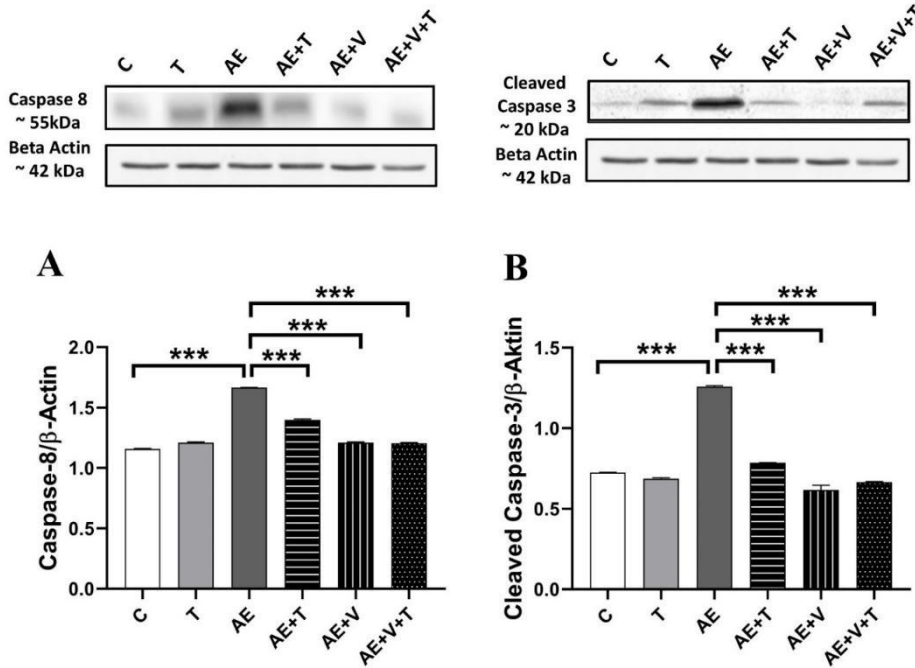 C T AE AE+T AE+V AE+V+T
Caspase 8
~ 55kDa
Beta Actin
~ 42 kDa
C T AE AE+T AE+V AE+V+T
Cleaved
Caspase 3
~ 20 kDa
Beta Actin
~ 42 kDa
A
***
***
*** ***
2.0
1.5
1.0
0.5
0.0
Caspase-8/β-Actin
C T AE AE+T AE+V AE+V+T
B
***
***
*** ***
1.5
1.0
0.5
0.0
Cleaved Caspase-3/β-Aktin
C T AE AE+T AE+V AE+V+T